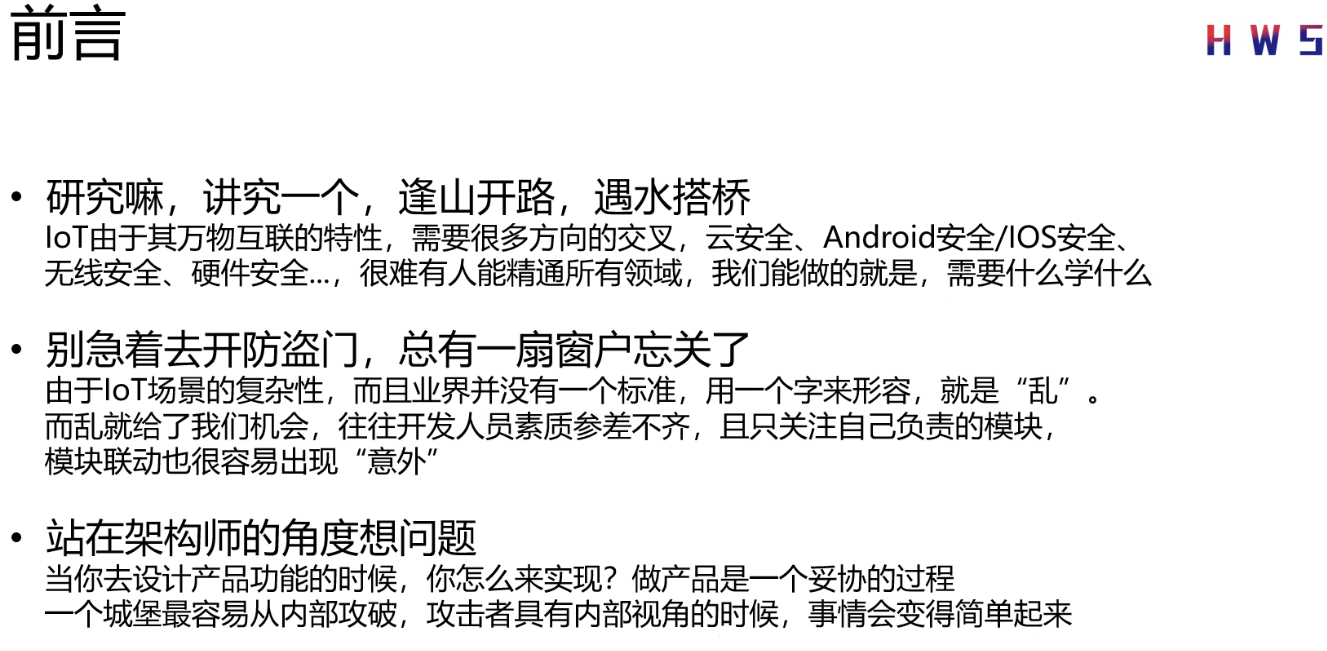 前言
HWS
• 研究嘛，讲究一个，逢山开路，遇水搭桥
IoT由于其万物互联的特性，需要很多方向的交叉，云安全、Android安全/IOS安全、
无线安全、硬件安全...，很难有人能精通所有领域，我们能做的就是，需要什么学什么
• 别急着去开防盗门，总有一扇窗户忘关了
由于IoT场景的复杂性，而且业界并没有一个标准，用一个字来形容，就是“乱”。
而乱就给了我们机会，往往开发人员素质参差不齐，且只关注自己负责的模块，
模块联动也很容易出现“意外”
• 站在架构师的角度想问题
当你去设计产品功能的时候，你怎么来实现？做产品是一个妥协的过程
一个城堡最容易从内部攻破，攻击者具有内部视角的时候，事情会变得简单起来